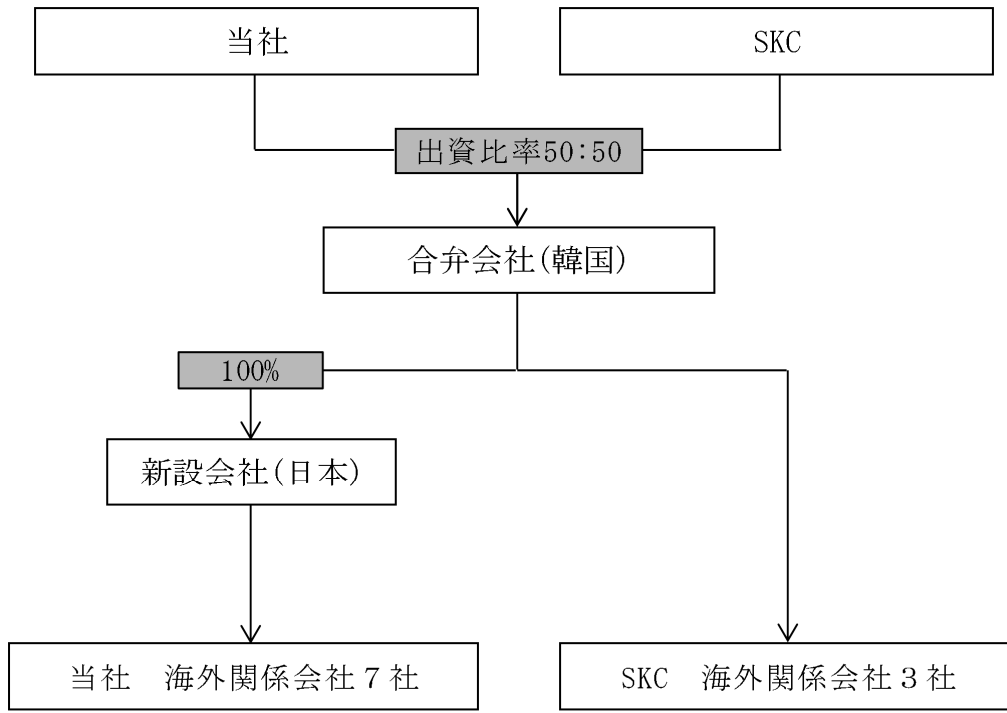 当社
SKC
出資比率50:50
合弁会社(韓国)
100%
新設会社(日本)
当社　海外関係会社７社
SKC　海外関係会社３社